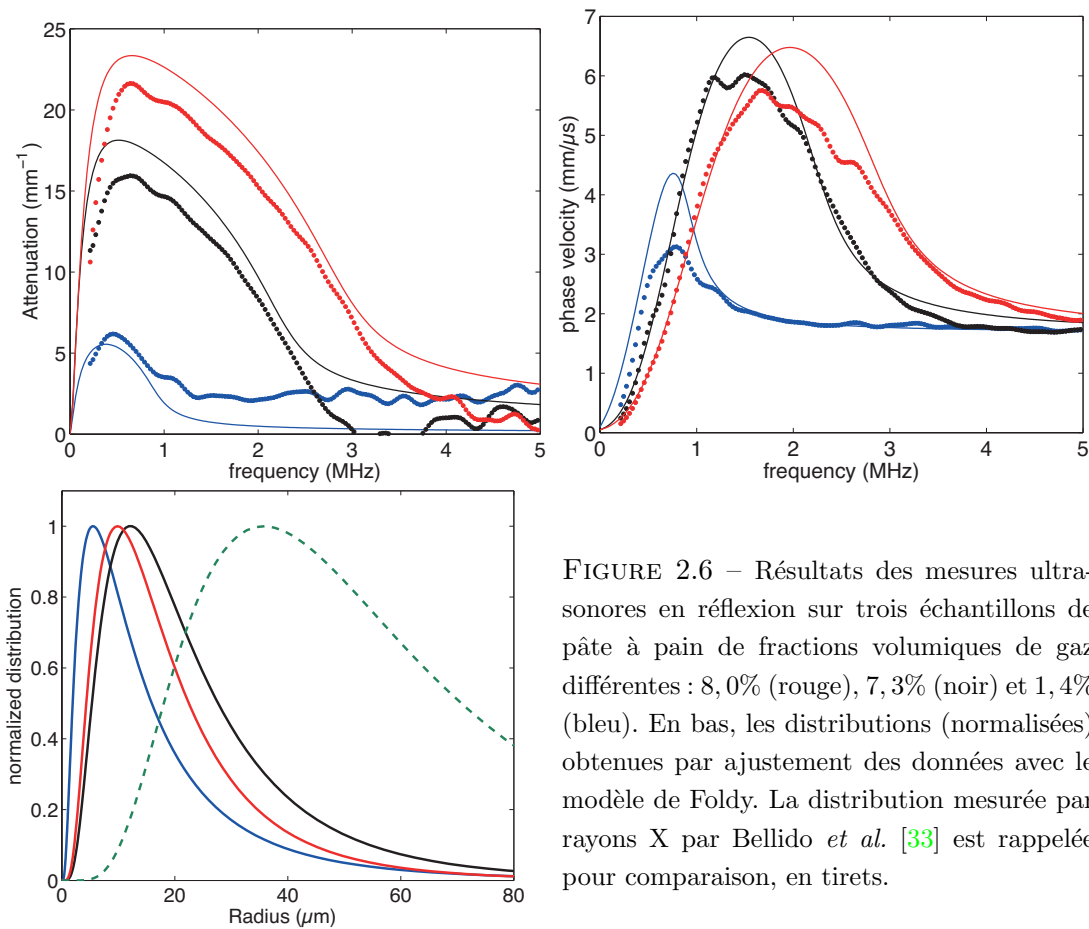 25
20
15
10
5
0
Attenuation (mm⁻¹)
0 1 2 3 4 5
frequency (MHz)
7
6
5
4
3
2
1
0
phase velocity (mm/μs)
0 1 2 3 4 5
frequency (MHz)
1
0.8
0.6
0.4
0.2
0
normalized distribution
0 20 40 60 80
Radius (μm)
FIGURE 2.6 – Résultats des mesures ultra-
sonores en réflexion sur trois échantillons de
pâte à pain de fractions volumiques de gaz
différentes : 8, 0% (rouge), 7, 3% (noir) et 1, 4%
(bleu). En bas, les distributions (normalisées)
obtenues par ajustement des données avec le
modèle de Foldy. La distribution mesurée par
rayons X par Bellido et al. [33] est rappelée
pour comparaison, en tirets.